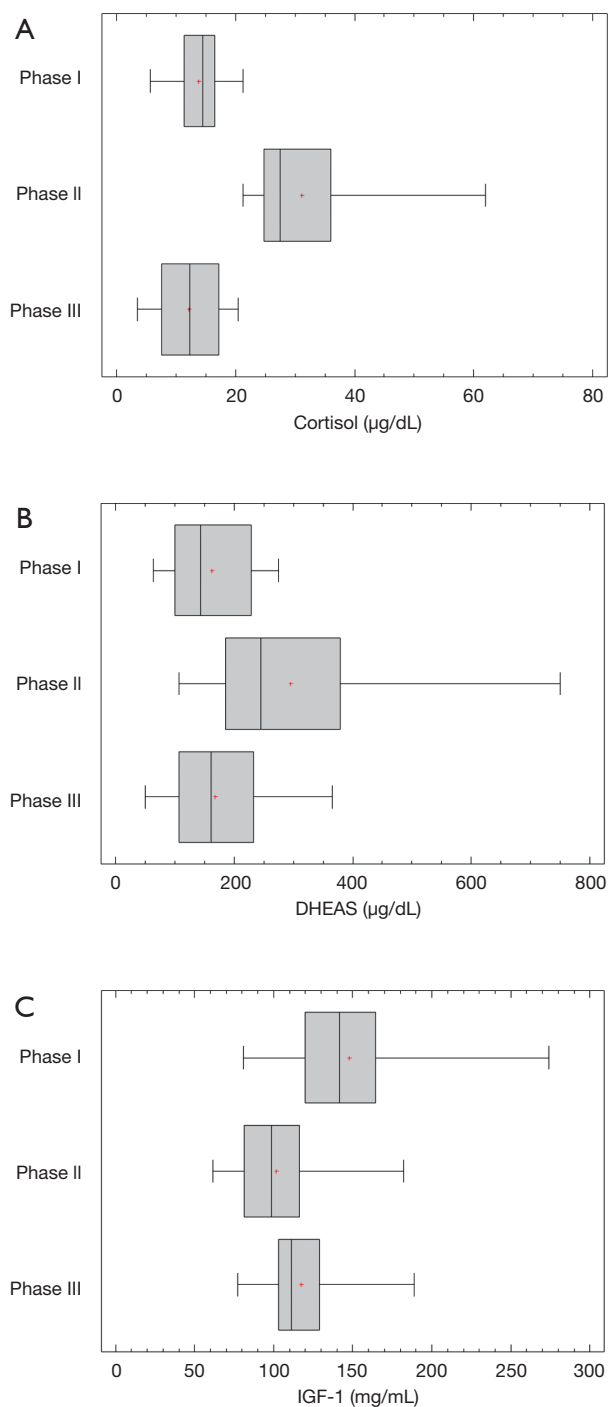 A
Phase I
Phase II
Phase III
0 20 40 60 80
Cortisol (μg/dL)
B
Phase I
Phase II
Phase III
0 200 400 600 800
DHEAS (μg/dL)
C
Phase I
Phase II
Phase III
0 50 100 150 200 250 300
IGF-1 (mg/mL)